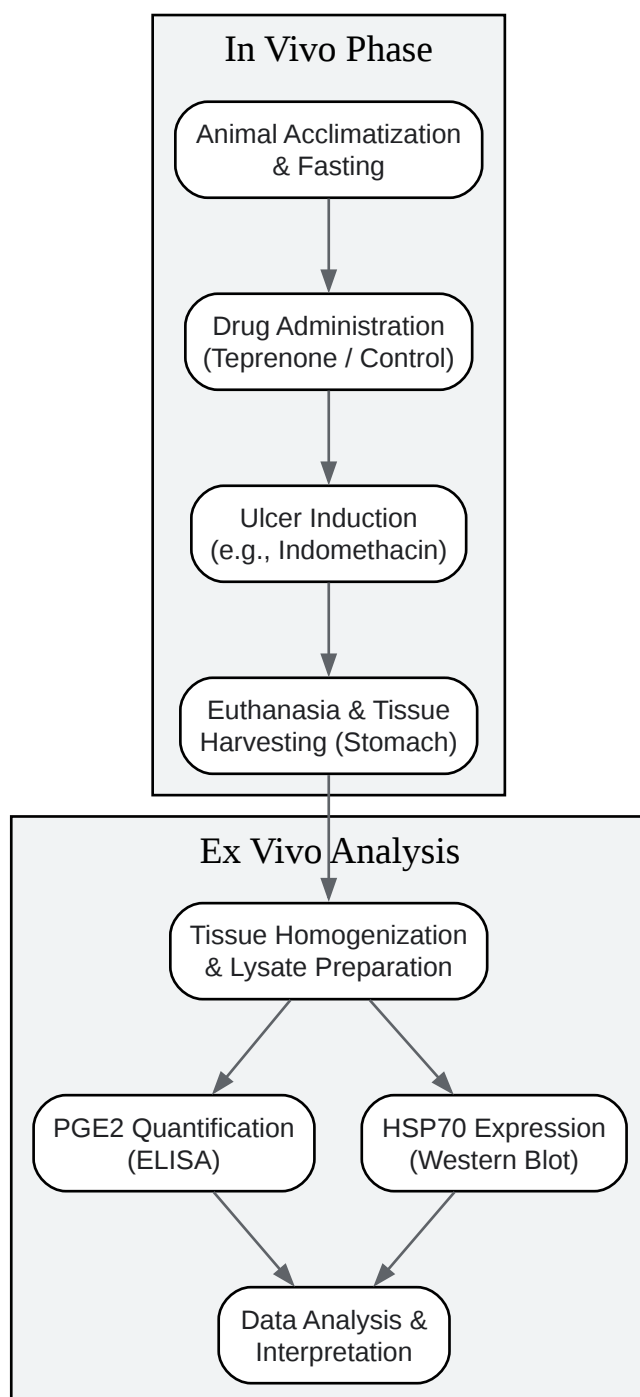 In Vivo Phase
Animal Acclimatization
& Fasting
Drug Administration
(Teprenone / Control)
Ulcer Induction
(e.g., Indomethacin)
Euthanasia & Tissue
Harvesting (Stomach)
Ex Vivo Analysis
Tissue Homogenization
& Lysate Preparation
PGE2 Quantification
(ELISA)
HSP70 Expression
(Western Blot)
Data Analysis &
Interpretation